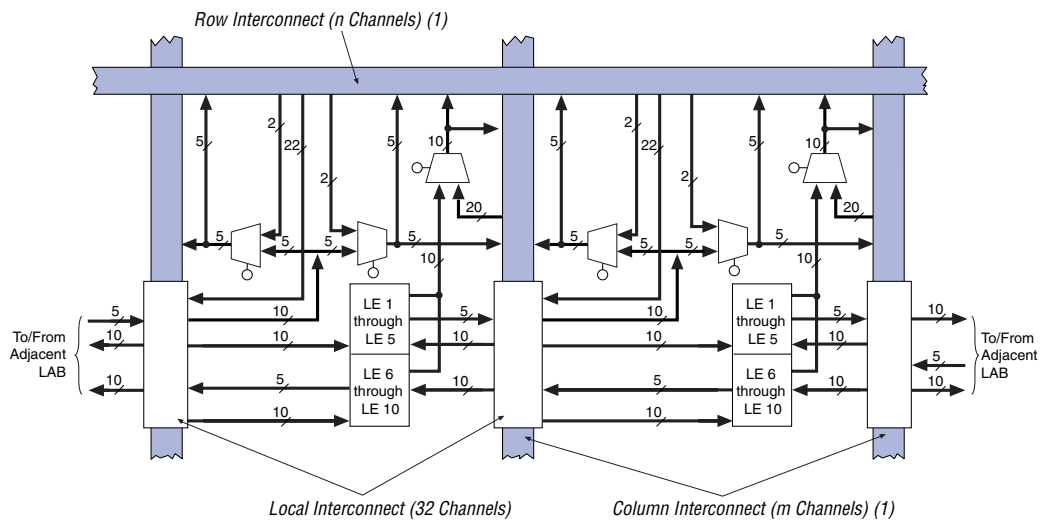 Row Interconnect (n Channels) (1)
2
2
5
22
5
10
5
22
5
10
2
2
20
20
5
5
5
5
5
5
5
5
10
10
10
10
5
10
10
LE 1
through
LE 5
5
10
10
LE 1
through
LE 5
5
10
10
5
To/From
Adjacent
LAB
10
10
10
5
LE 6
through
LE 10
10
5
LE 6
through
LE 10
10
10
To/From
Adjacent
LAB
10
10
Local Interconnect (32 Channels)
Column Interconnect (m Channels) (1)